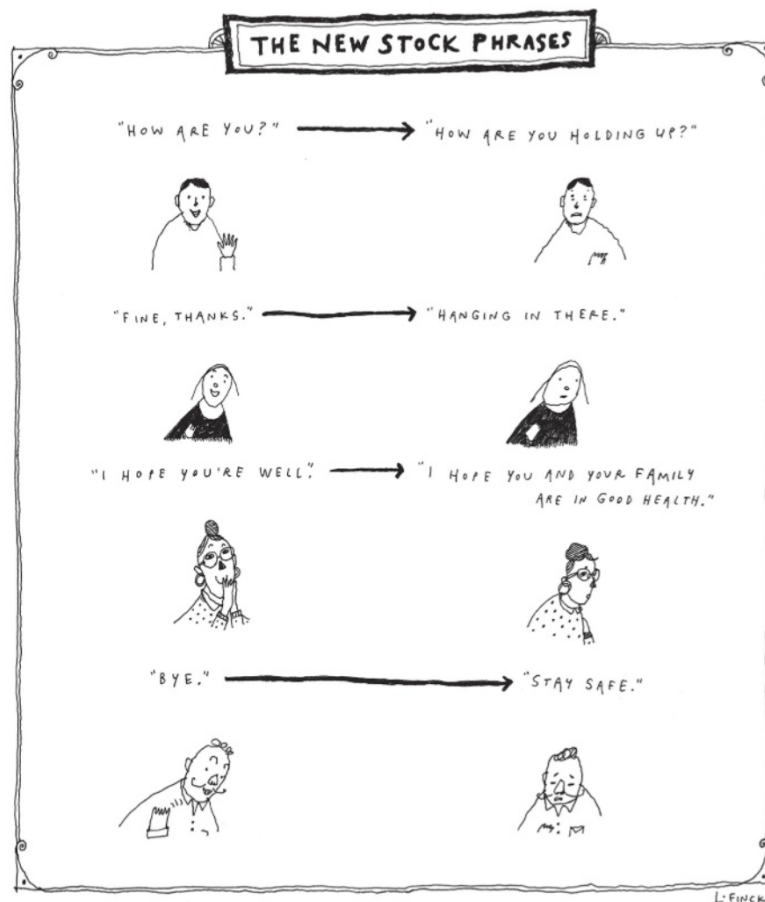 THE NEW STOCK PHRASES
"HOW ARE YOU?" "HOW ARE YOU HOLDING UP?"
"FINE, THANKS." "HANGING IN THERE."
"I HOPE YOU'RE WELL". "I HOPE YOU AND YOUR FAMILY
ARE IN GOOD HEALTH."
"BYE." "STAY SAFE."
L. FINCK